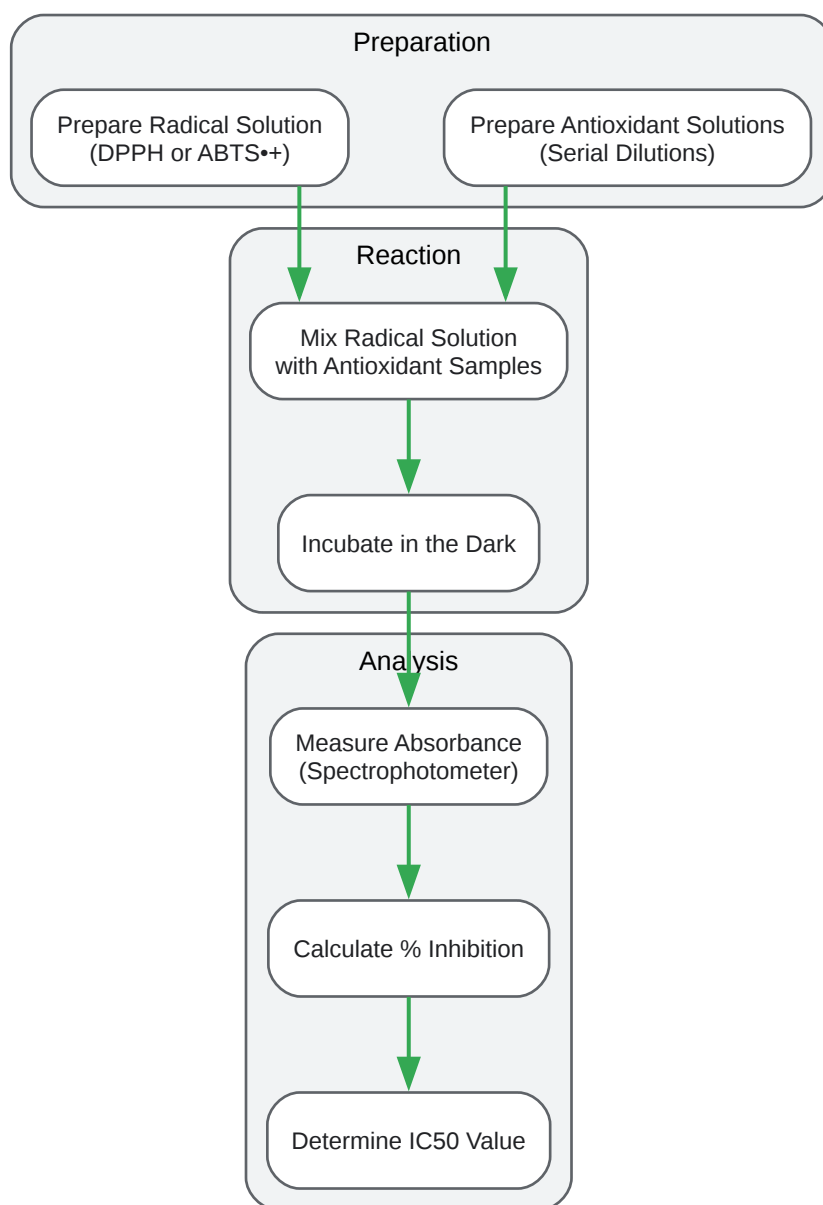 Preparation
Prepare Radical Solution
(DPPH or ABTS•+)
Prepare Antioxidant Solutions
(Serial Dilutions)
Reaction
Mix Radical Solution
with Antioxidant Samples
Incubate in the Dark
Analysis
Measure Absorbance
(Spectrophotometer)
Calculate % Inhibition
Determine IC50 Value